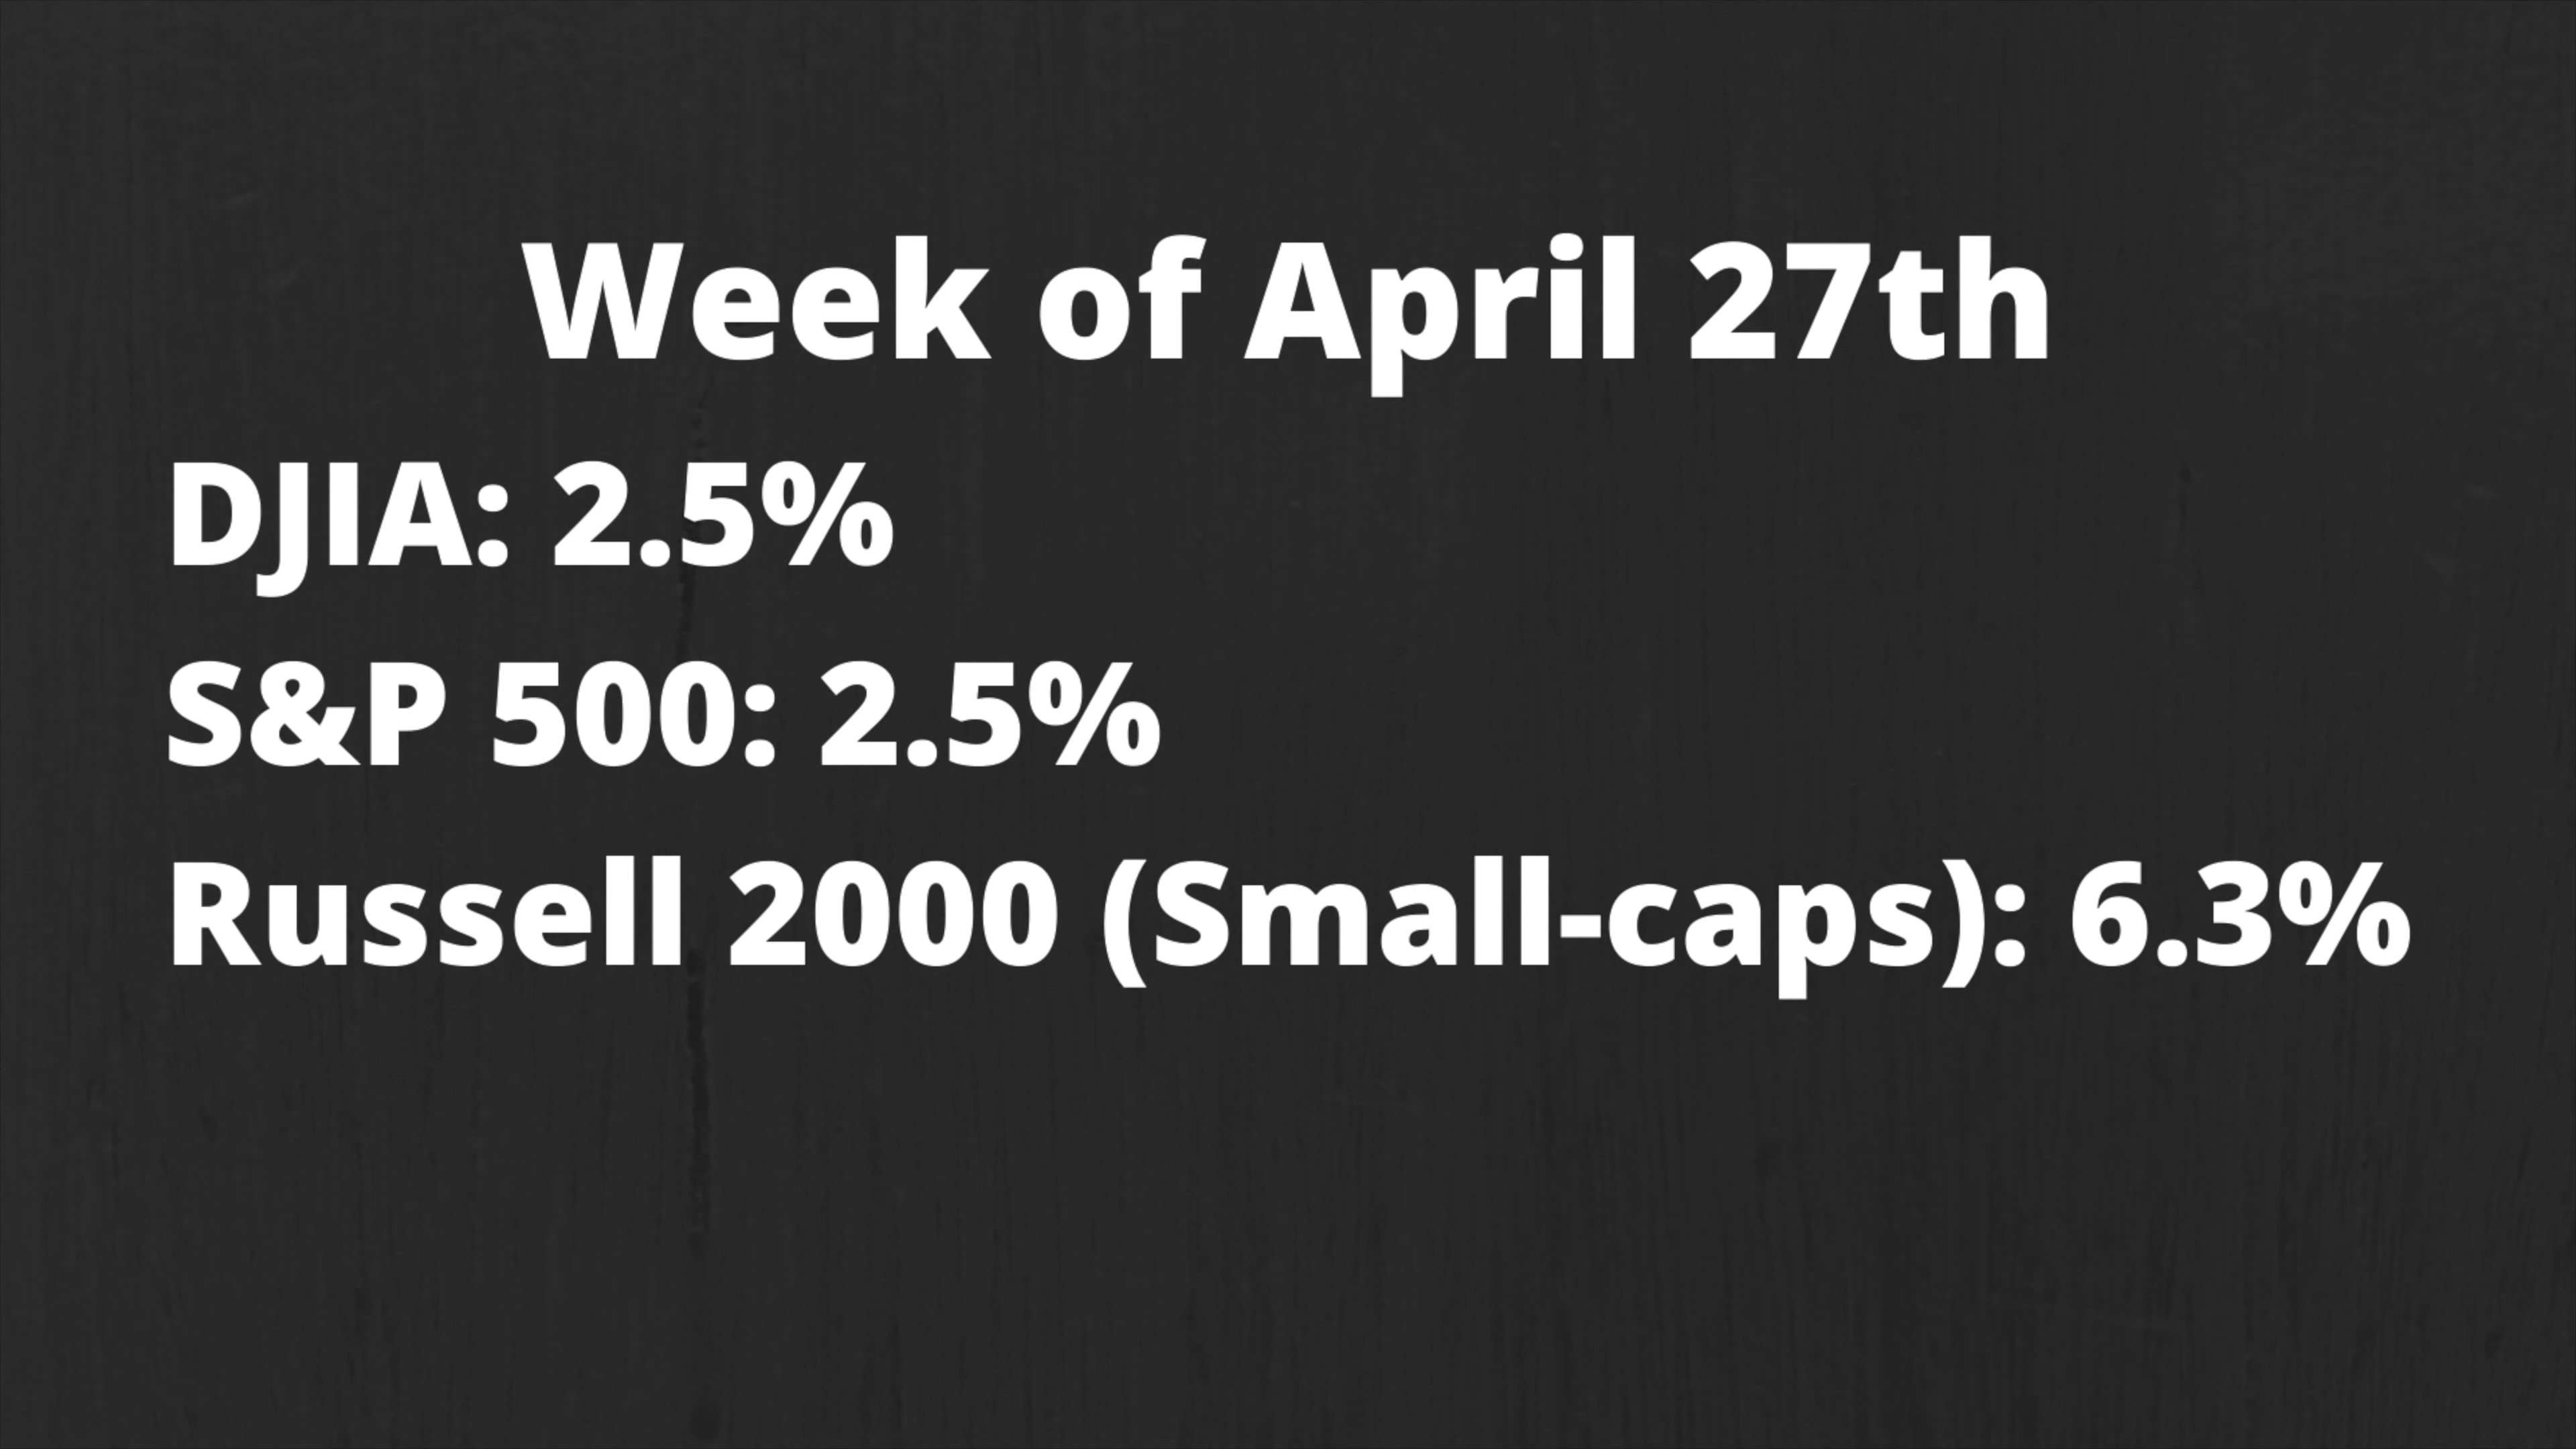 Week of April 27th
DJIA: 2.5%
S&P 500: 2.5%
Russell 2000 (Small-caps): 6.3%